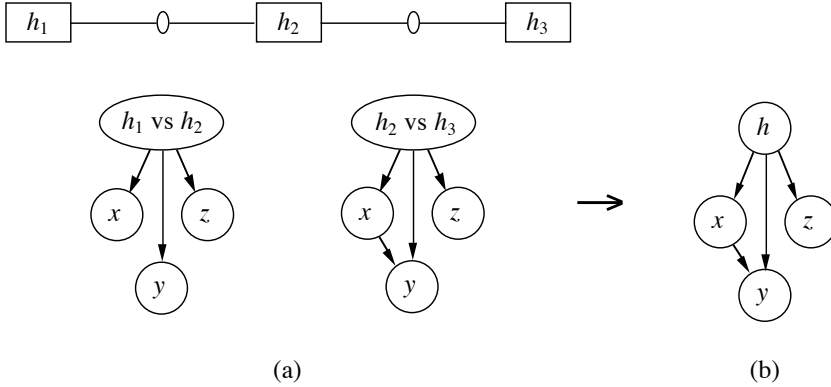 h1 h2 h3
h1 vs h2 h2 vs h3 h
x z x z x z
y y y
(a) (b)